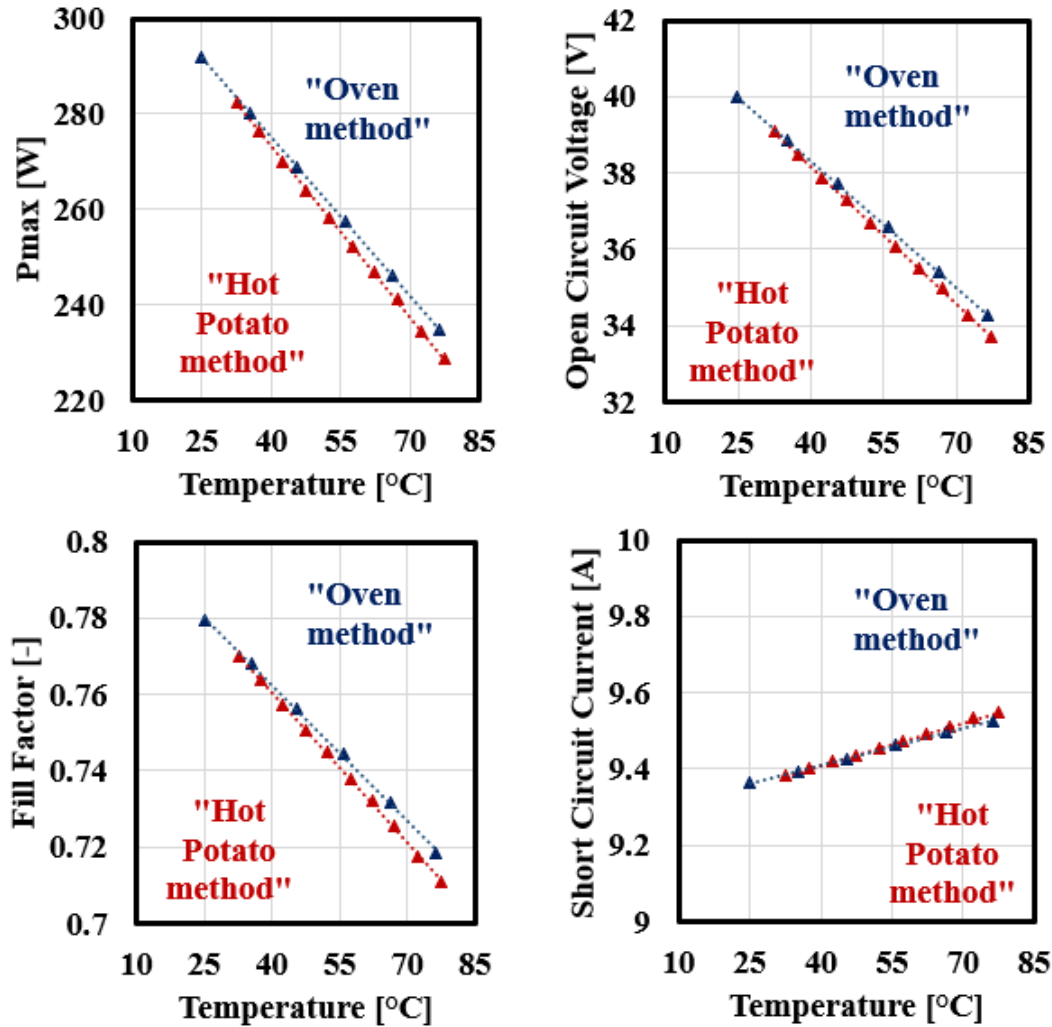 300
280
260
240
220
Pmax [W]
"Oven
method"
"Hot
Potato
method"
10 25 40 55 70 85
Temperature [°C]
42
40
38
36
34
32
Open Circuit Voltage [V]
"Oven
method"
"Hot
Potato
method"
10 25 40 55 70 85
Temperature [°C]
0.8
0.78
0.76
0.74
0.72
0.7
Fill Factor [-]
"Oven
method"
"Hot
Potato
method"
10 25 40 55 70 85
Temperature [°C]
10
9.8
9.6
9.4
9.2
9
Short Circuit Current [A]
"Oven
method"
"Hot
Potato
method"
10 25 40 55 70 85
Temperature [°C]